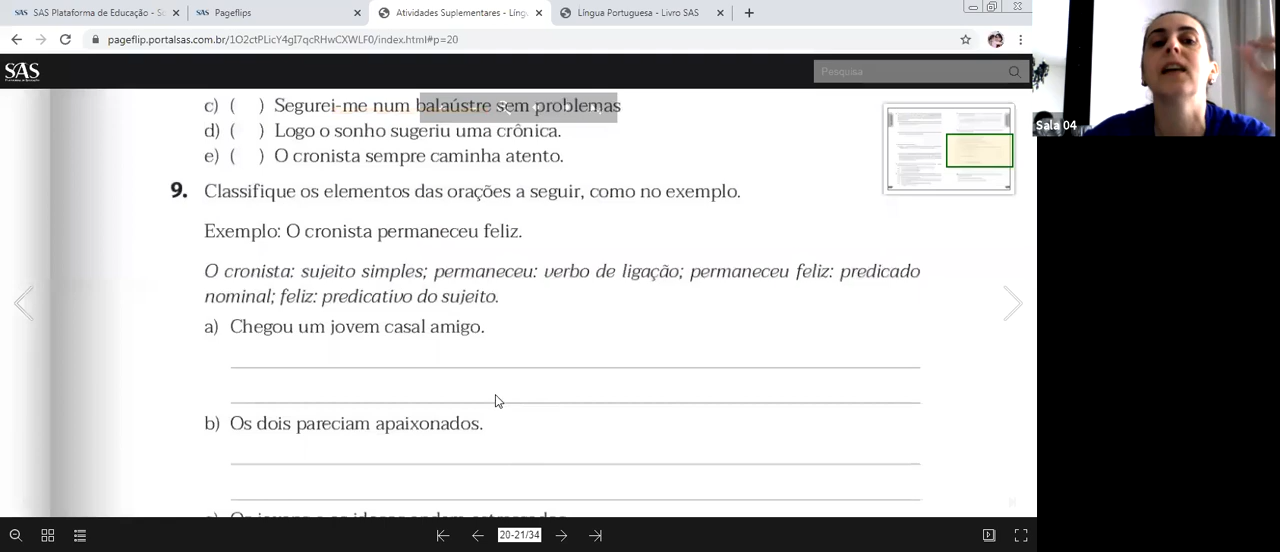 SAS Plataforma de Educação - Si
Pageflips
Atividades Suplementares - Líng
Língua Portuguesa - Livro SAS
pageflip.portalsas.com.br/1O2ctPLicY4gI7qcRHwCXWLF0/index.html#p=20
SAS
Pesquisa
Sala 04
c) ( ) Segurei-me num balaústre sem problemas
d) ( ) Logo o sonho sugeriu uma crônica.
e) ( ) O cronista sempre caminha atento.
9. Classifique os elementos das orações a seguir, como no exemplo.
Exemplo: O cronista permaneceu feliz.
O cronista: sujeito simples; permaneceu: verbo de ligação; permaneceu feliz: predicado
nominal; feliz: predicativo do sujeito.
a) Chegou um jovem casal amigo.
b) Os dois pareciam apaixonados.
20-21/34